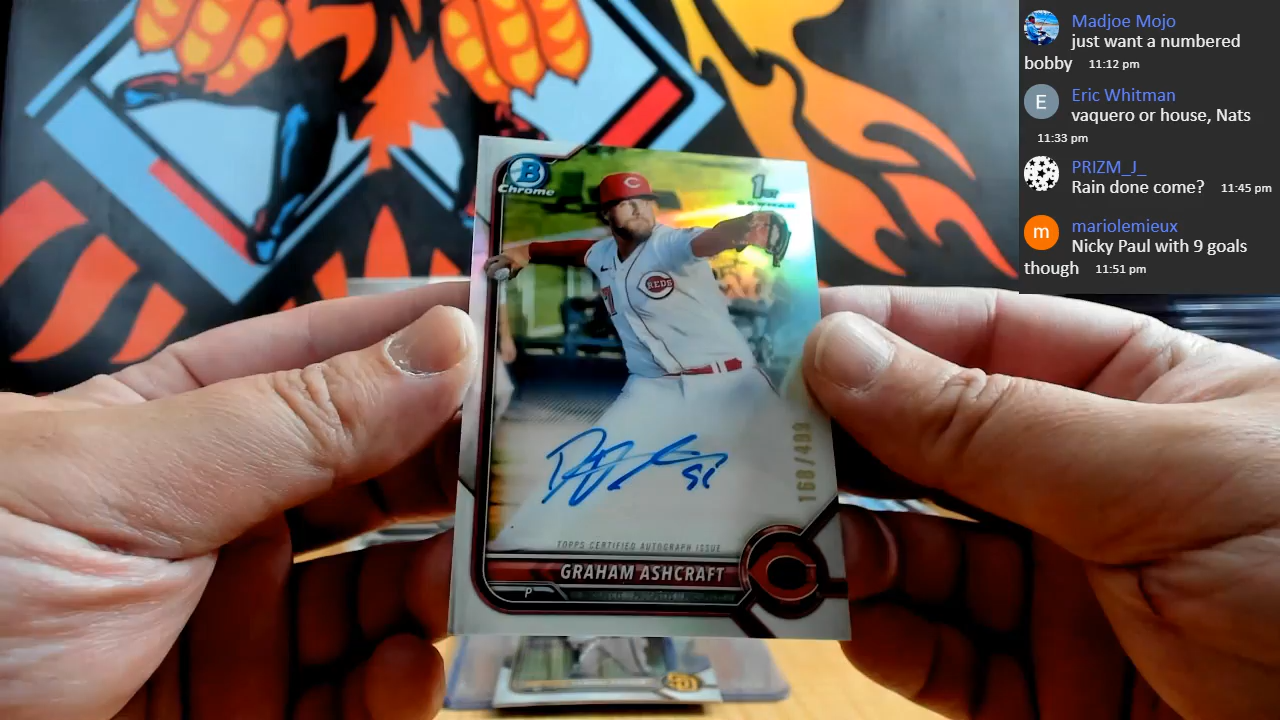 Madjoe Mojo
just want a numbered
bobby 11:12 pm
E
Eric Whitman
vaquero or house, Nats
11:33 pm
PRIZM_J_
Rain done come? 11:45 pm
m
mariolemieux
Nicky Paul with 9 goals
though 11:51 pm
B
Chrome
1ST
BOWMAN
C
REDS
168/499
TOPPS CERTIFIED AUTOGRAPH ISSUE
GRAHAM ASHCRAFT
P
SD